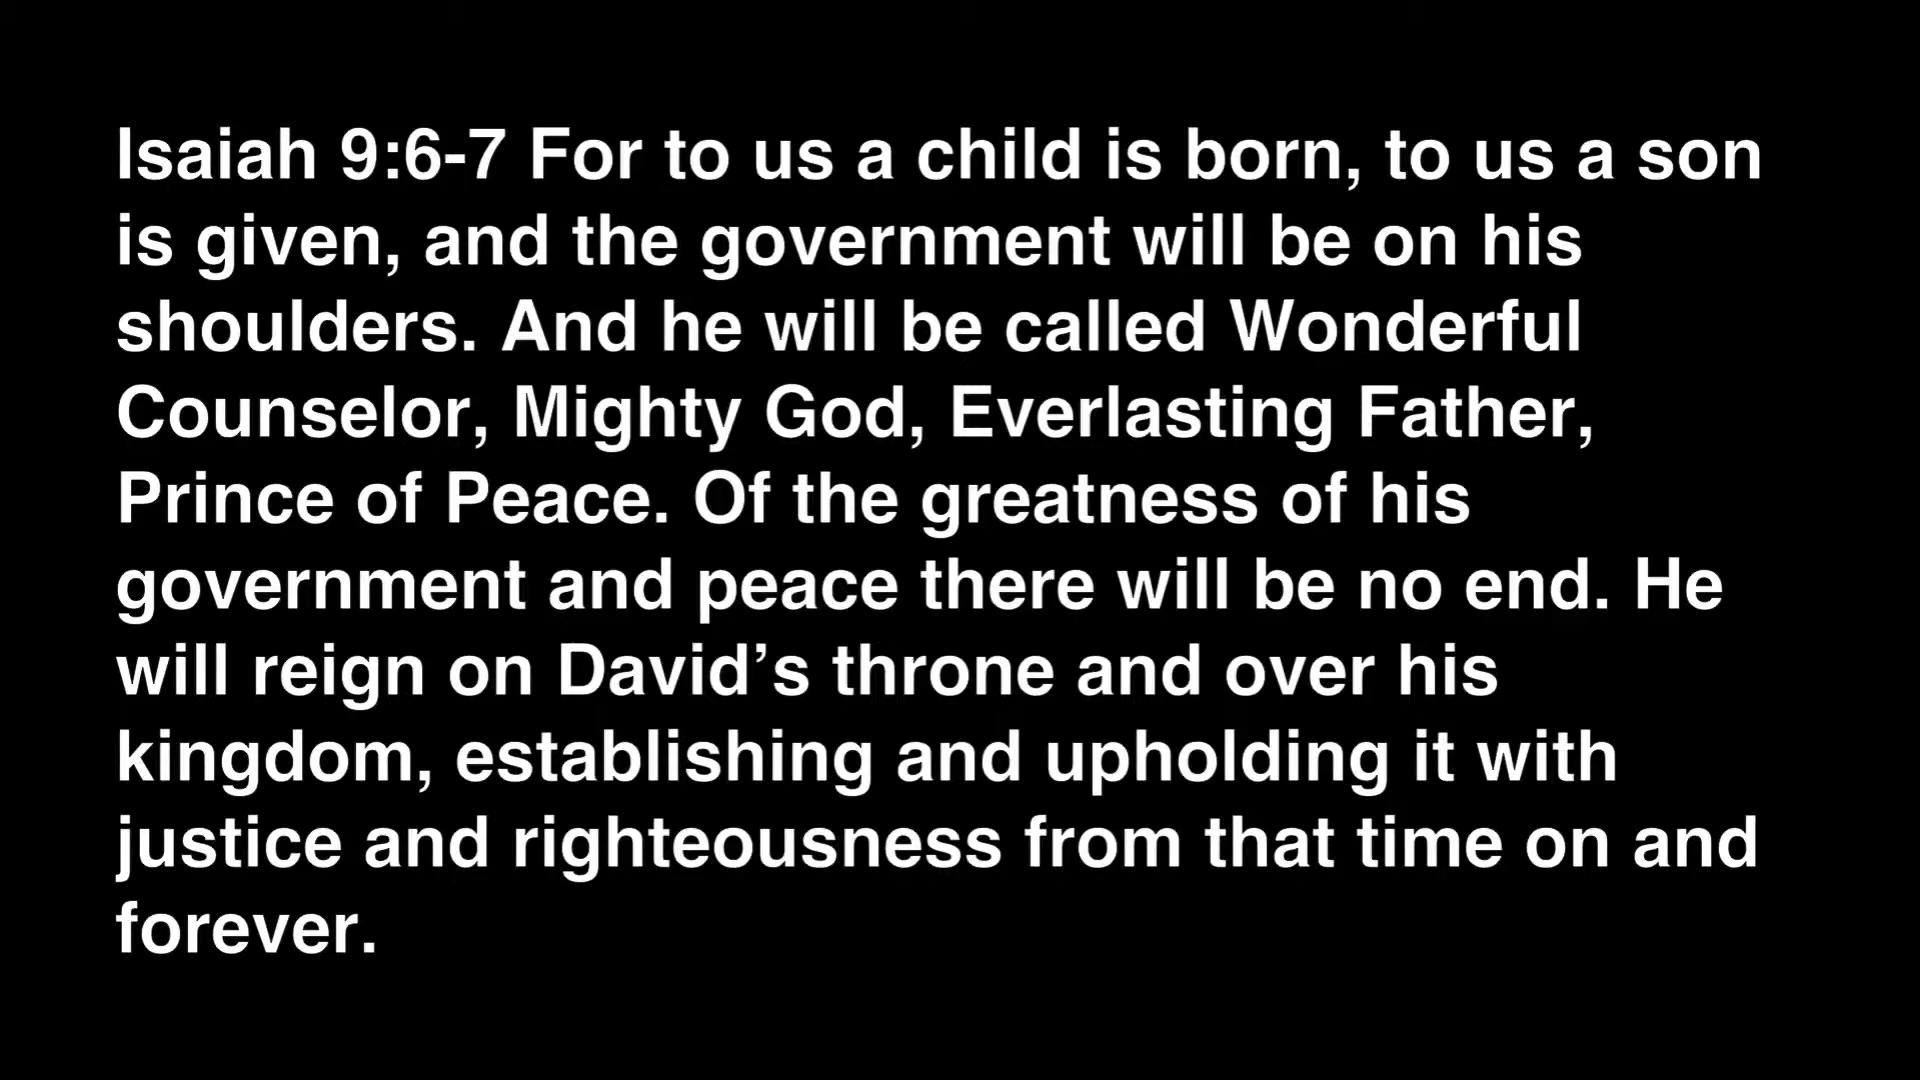 Isaiah 9:6-7 For to us a child is born, to us a son
is given, and the government will be on his
shoulders. And he will be called Wonderful
Counselor, Mighty God, Everlasting Father,
Prince of Peace. Of the greatness of his
government and peace there will be no end. He
will reign on David’s throne and over his
kingdom, establishing and upholding it with
justice and righteousness from that time on and
forever.